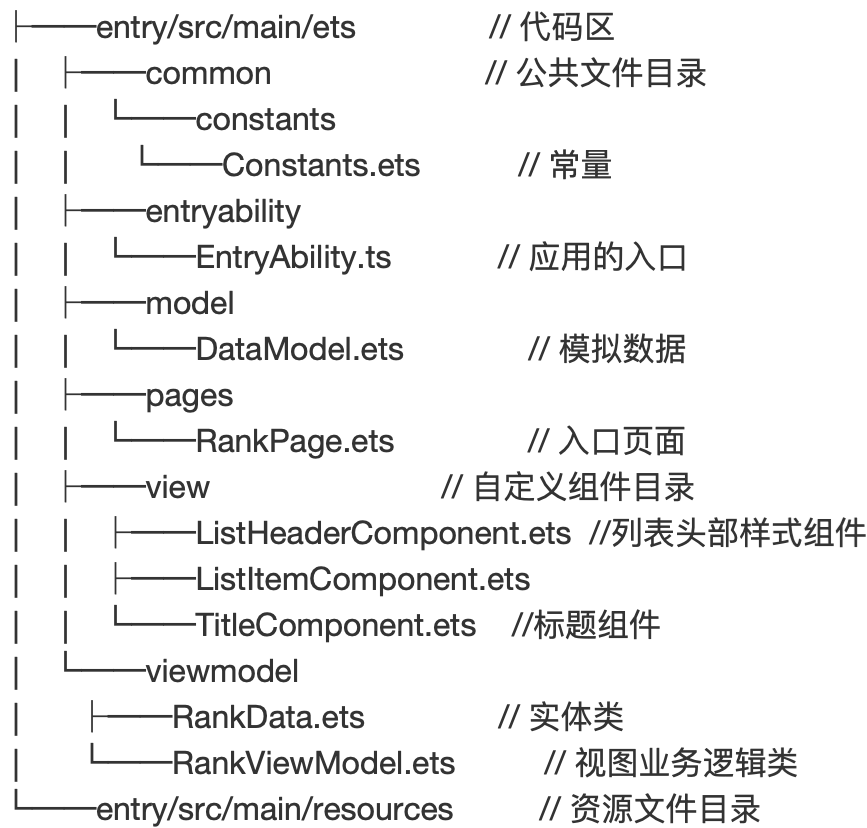 ├──entry/src/main/ets // 代码区
│ ├──common // 公共文件目录
│ │ └──constants
│ │ └──Constants.ets // 常量
│ ├──entryability
│ │ └──EntryAbility.ts // 应用的入口
│ ├──model
│ │ └──DataModel.ets // 模拟数据
│ ├──pages
│ │ └──RankPage.ets // 入口页面
│ ├──view // 自定义组件目录
│ │ ├──ListHeaderComponent.ets //列表头部样式组件
│ │ ├──ListItemComponent.ets
│ │ └──TitleComponent.ets //标题组件
│ └──viewmodel
│ ├──RankData.ets // 实体类
│ └──RankViewModel.ets // 视图业务逻辑类
└──entry/src/main/resources // 资源文件目录